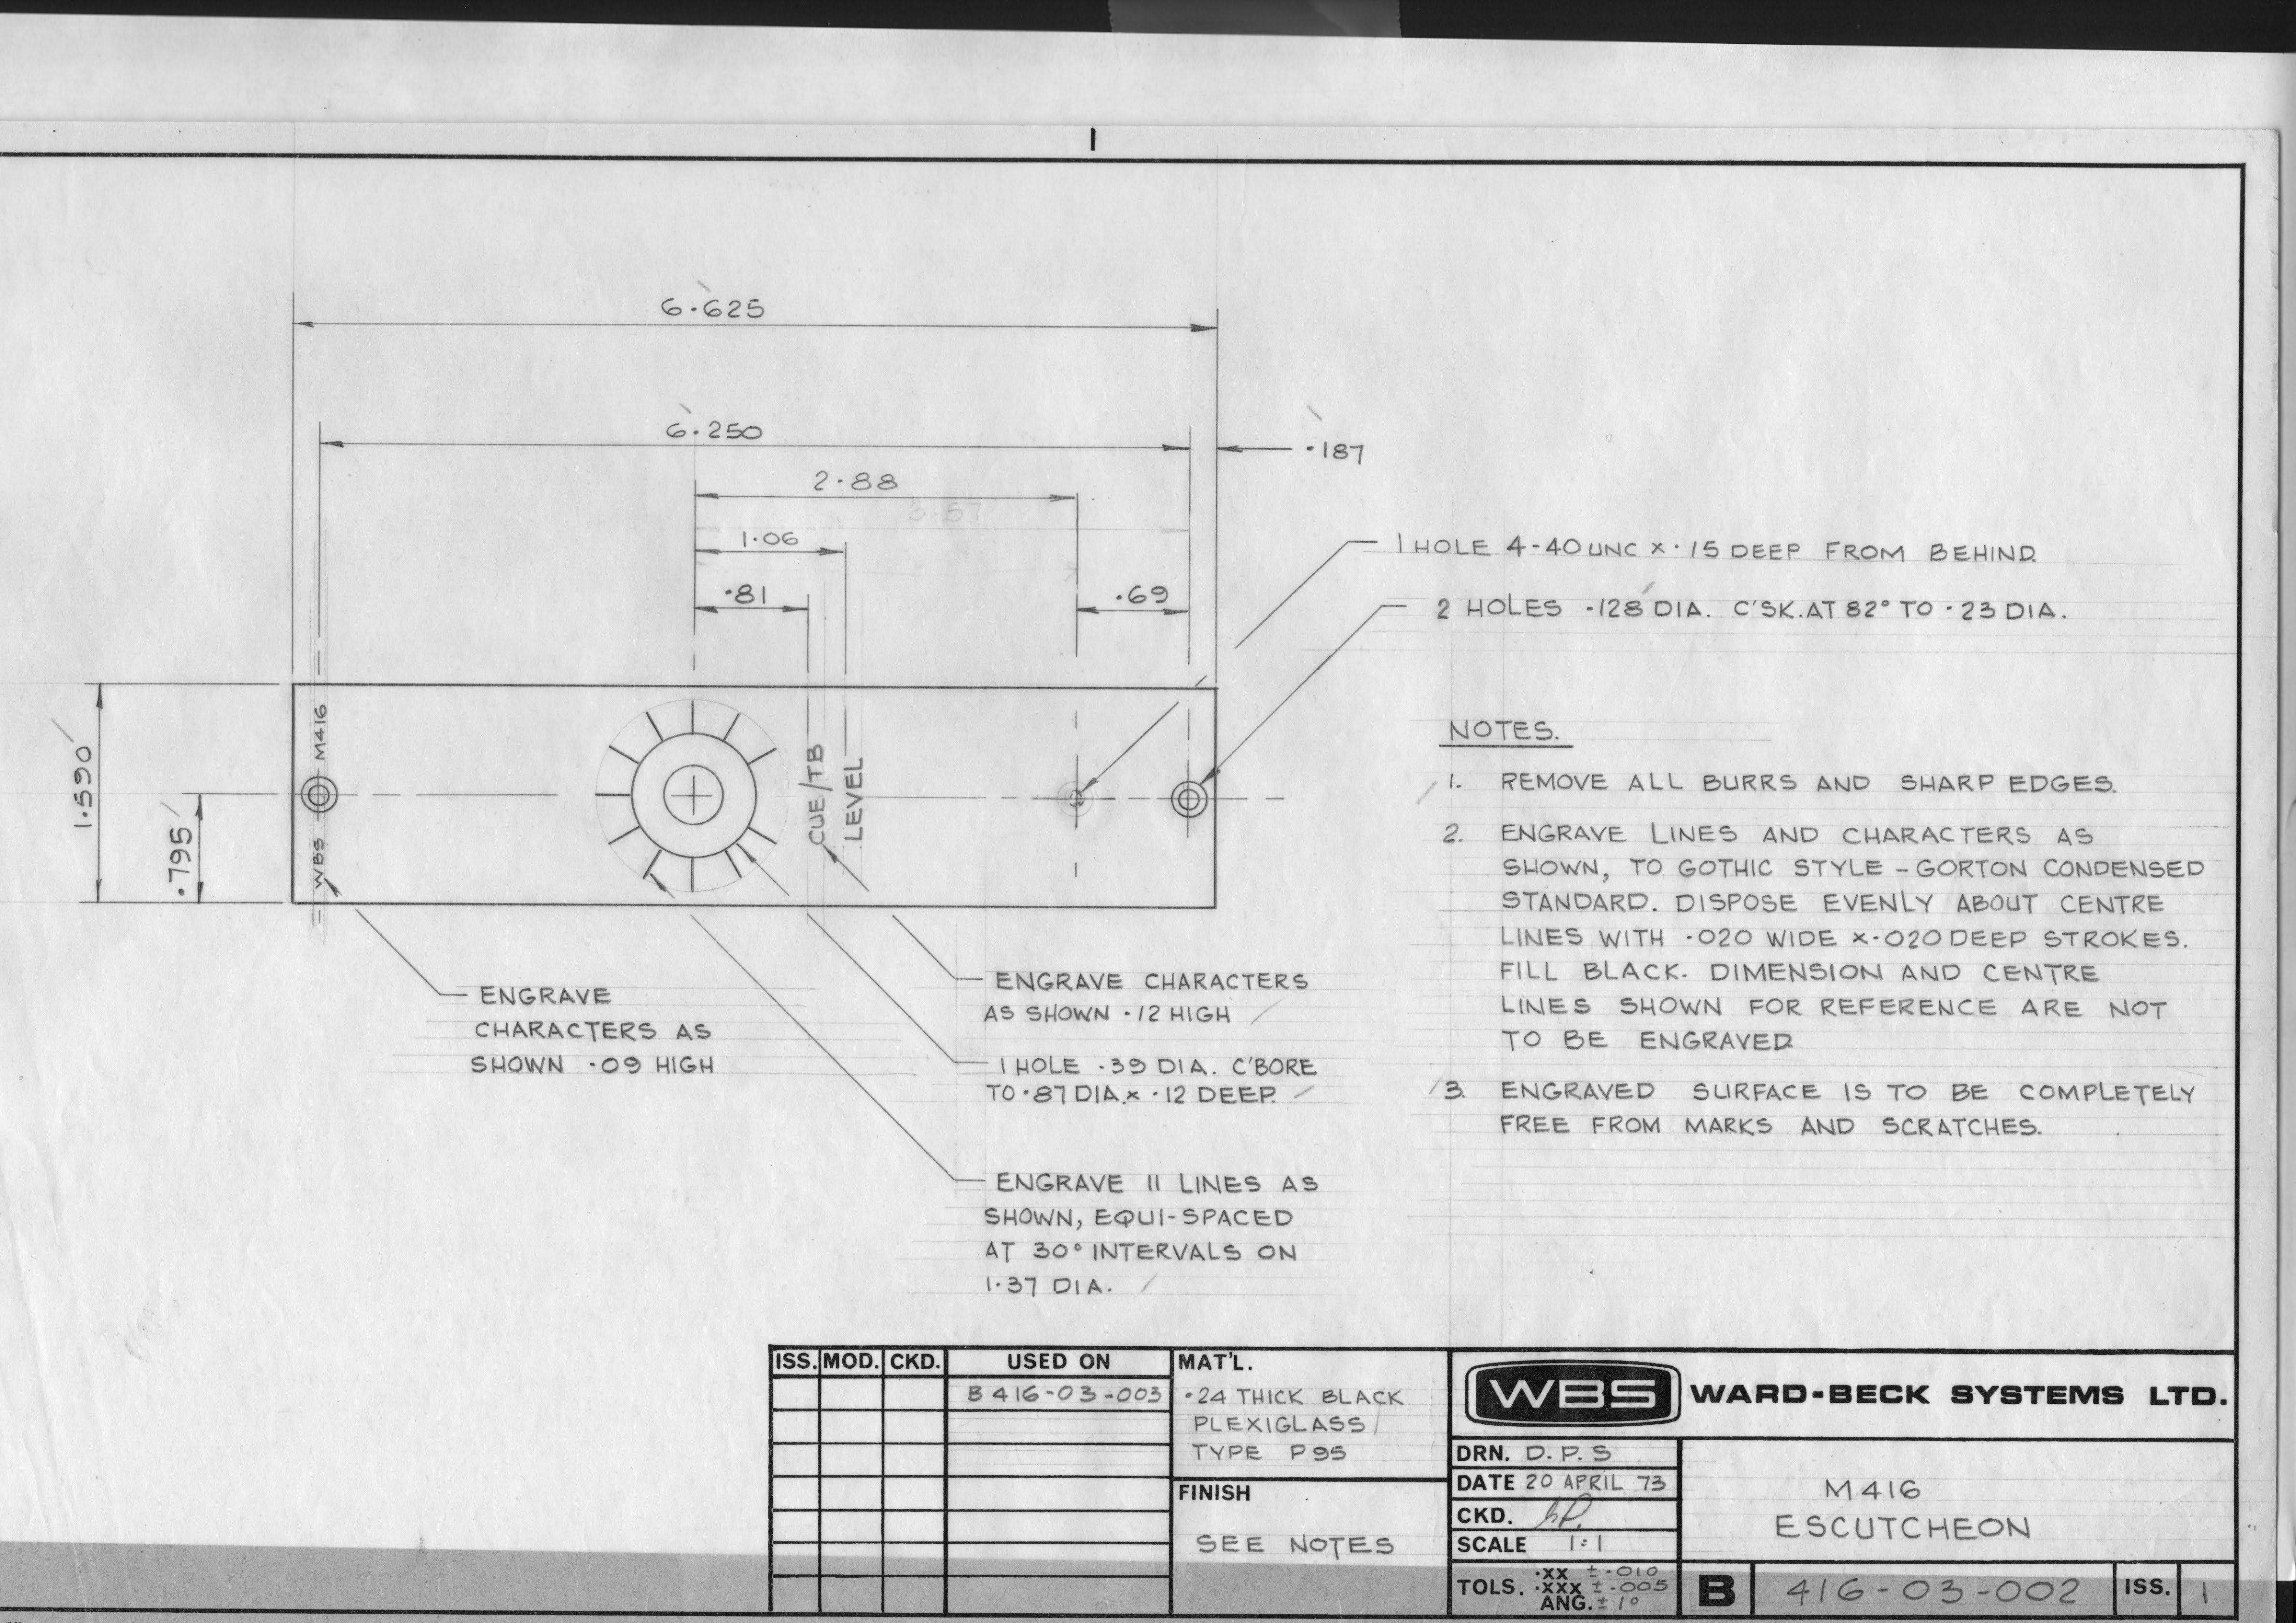 1
6.625
6.250
.187
2.88
3.57
1.06
.81
.69
1 HOLE 4-40 UNC x .15 DEEP FROM BEHIND
2 HOLES .128 DIA. C'SK. AT 82° TO .23 DIA.
1.590
.795
WBS
M416
CUE/TB
LEVEL
ENGRAVE
CHARACTERS AS
SHOWN .09 HIGH
ENGRAVE CHARACTERS
AS SHOWN .12 HIGH
1 HOLE .39 DIA. C'BORE
TO .87 DIA. x .12 DEEP.
ENGRAVE 11 LINES AS
SHOWN, EQUI-SPACED
AT 30° INTERVALS ON
1.37 DIA.
NOTES.
1. REMOVE ALL BURRS AND SHARP EDGES.
2. ENGRAVE LINES AND CHARACTERS AS
SHOWN, TO GOTHIC STYLE - GORTON CONDENSED
STANDARD. DISPOSE EVENLY ABOUT CENTRE
LINES WITH .020 WIDE x .020 DEEP STROKES.
FILL BLACK. DIMENSION AND CENTRE
LINES SHOWN FOR REFERENCE ARE NOT
TO BE ENGRAVED
3. ENGRAVED SURFACE IS TO BE COMPLETELY
FREE FROM MARKS AND SCRATCHES.
ISS. MOD. CKD. USED ON
B 416-03-003
MAT'L.
.24 THICK BLACK
PLEXIGLASS
TYPE P95
FINISH
SEE NOTES
WBS WARD-BECK SYSTEMS LTD.
DRN. D.P.S
DATE 20 APRIL 73
CKD.
SCALE 1:1
TOLS. .XX ± .010
.XXX ± .005
ANG. ± 1°
M416
ESCUTCHEON
B 416-03-002 ISS. 1